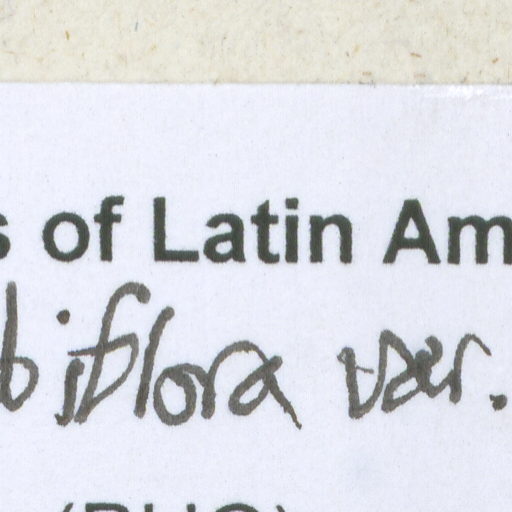 s of Latin Am
biflora var.